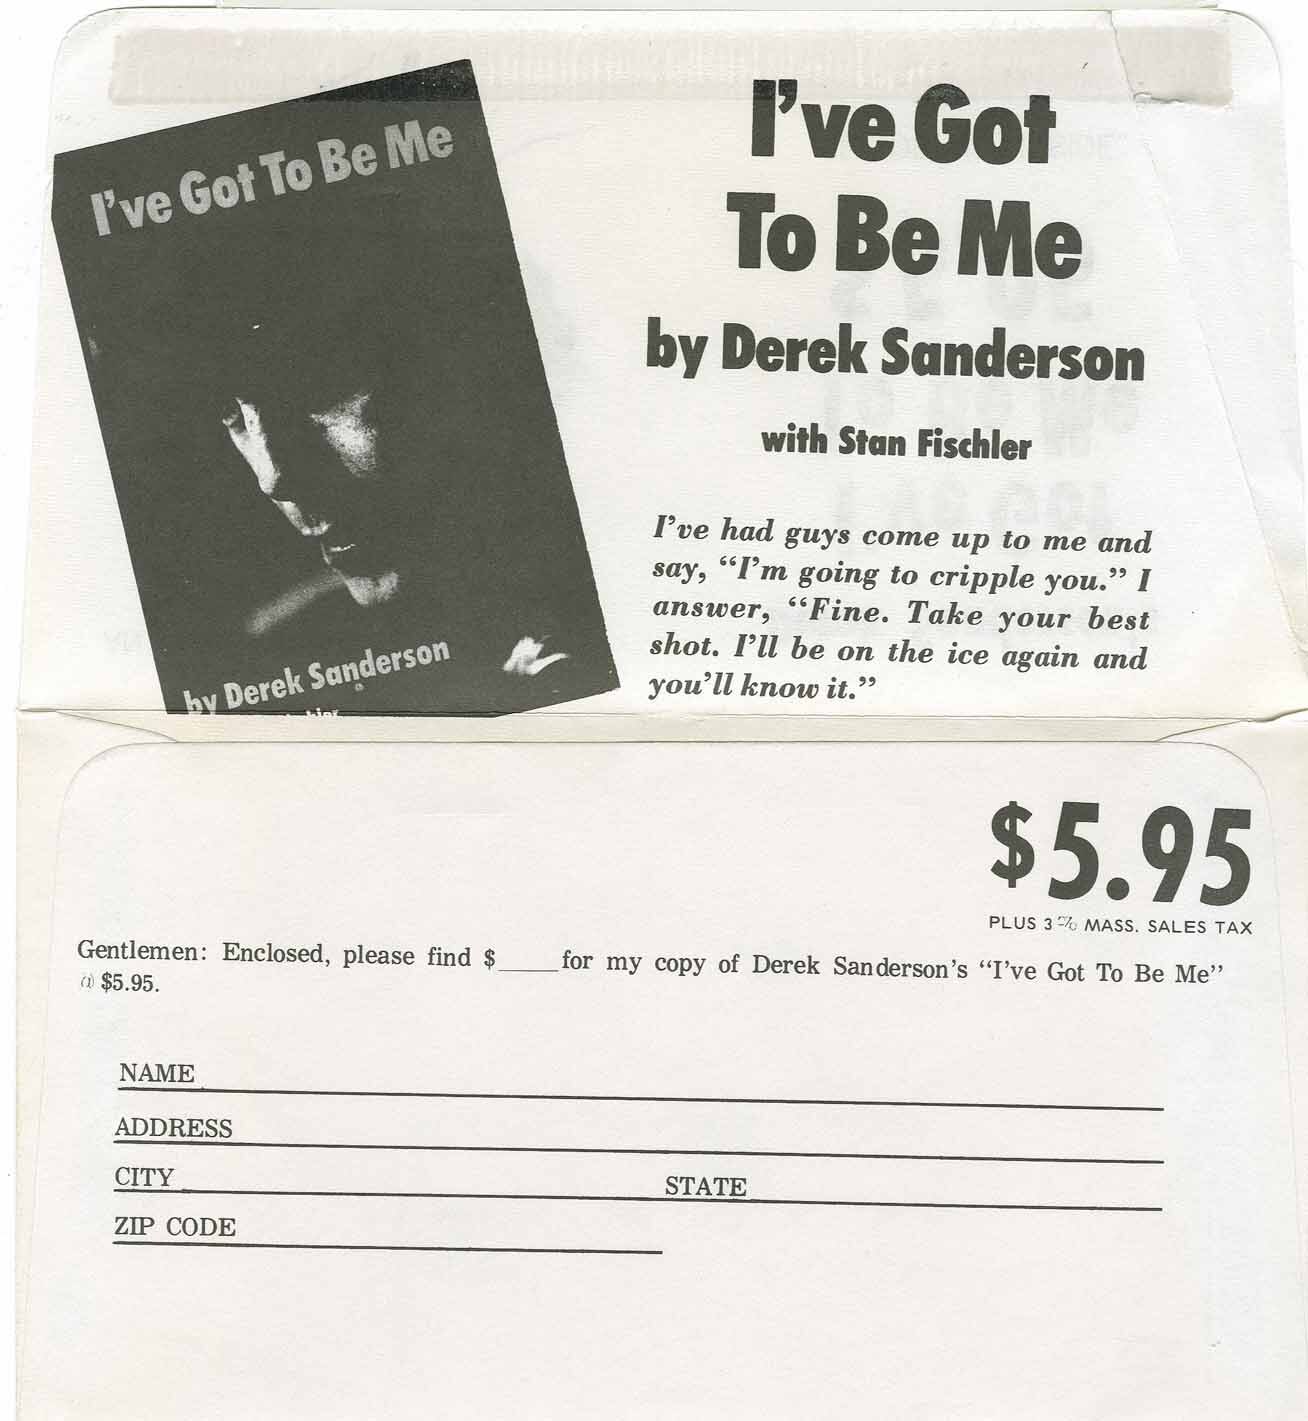 I've Got To Be Me
by Derek Sanderson
I've Got
To Be Me
by Derek Sanderson
with Stan Fischler
I've had guys come up to me and
say, “I'm going to cripple you.” I
answer, “Fine. Take your best
shot. I'll be on the ice again and
you'll know it.”
$5.95
PLUS 3% MASS. SALES TAX
Gentlemen: Enclosed, please find $____ for my copy of Derek Sanderson's “I've Got To Be Me”
@ $5.95.
NAME
ADDRESS
CITY STATE
ZIP CODE